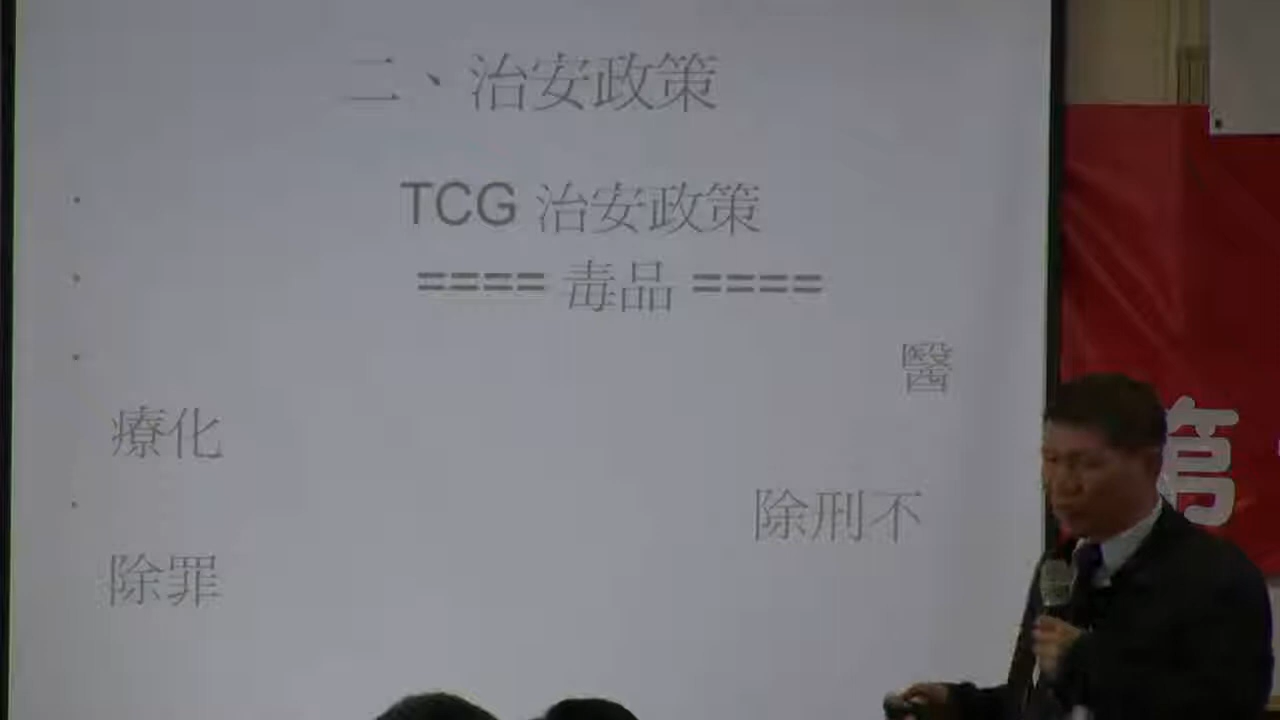 二、治安政策
TCG 治安政策
==== 毒品 ====
醫
療化
除刑不
除罪
第